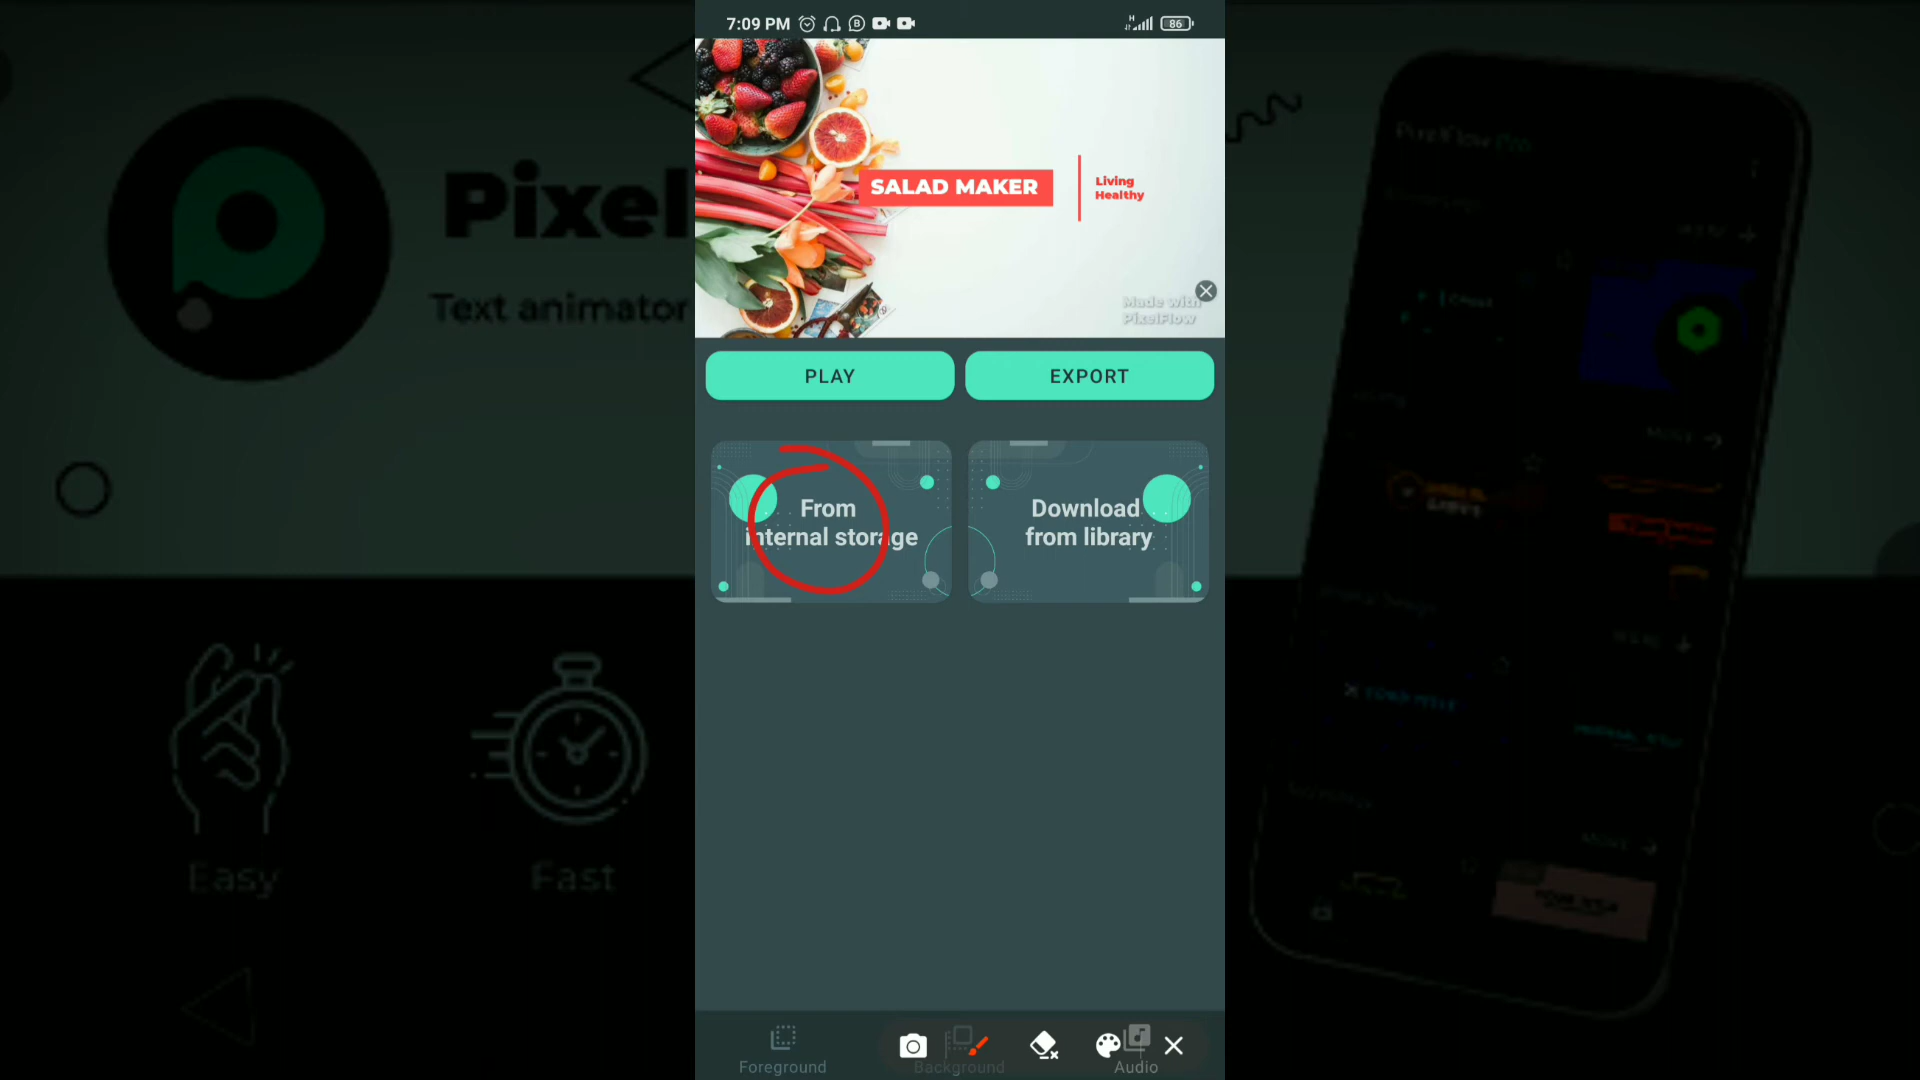 7:09 PM
H
86
SALAD MAKER
Living
Healthy
Made with
PixelFlow
PLAY
EXPORT
From
internal storage
Download
from library
Foreground
Background
Audio
Pixel
Text animator
Easy
Fast
PixelFlow